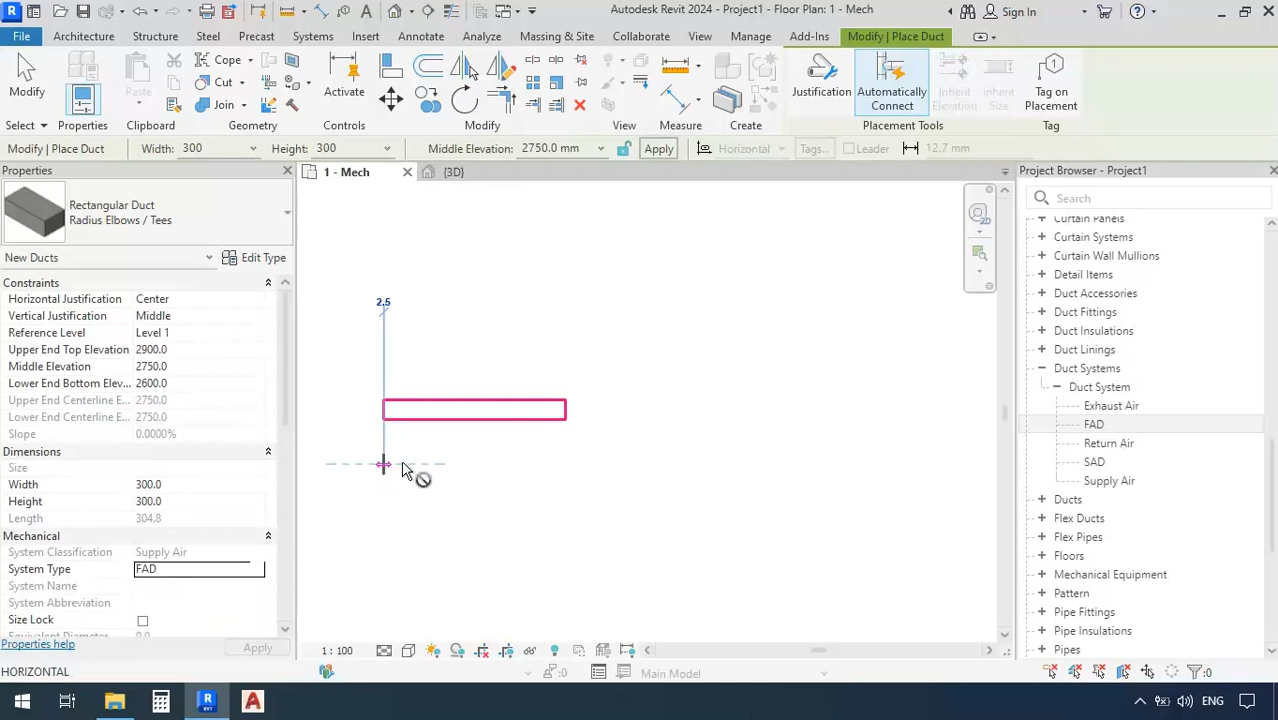 Autodesk Revit 2024 - Project1 - Floor Plan: 1 - Mech
Sign In
File
Architecture
Structure
Steel
Precast
Systems
Insert
Annotate
Analyze
Massing & Site
Collaborate
View
Manage
Add-Ins
Modify | Place Duct
Modify
Paste
Cope
Cut
Join
Activate
Justification
Automatically
Connect
Inherit
Elevation
Inherit
Size
Tag on
Placement
Select
Properties
Clipboard
Geometry
Controls
Modify
View
Measure
Create
Placement Tools
Tag
Modify | Place Duct
Width: 300
Height: 300
Middle Elevation: 2750.0 mm
Apply
Horizontal
Tags...
Leader
12.7 mm
Properties
Rectangular Duct
Radius Elbows / Tees
New Ducts
Edit Type
Constraints
Horizontal Justification Center
Vertical Justification Middle
Reference Level Level 1
Upper End Top Elevation 2900.0
Middle Elevation 2750.0
Lower End Bottom Elev... 2600.0
Upper End Centerline E... 2750.0
Lower End Centerline E... 2750.0
Slope 0.0000%
Dimensions
Size
Width 300.0
Height 300.0
Length 304.8
Mechanical
System Classification Supply Air
System Type FAD
System Name
System Abbreviation
Size Lock
Properties help
Apply
1 - Mech
{3D}
2D
2.5
Project Browser - Project1
Search
Curtain Panels
Curtain Systems
Curtain Wall Mullions
Detail Items
Duct Accessories
Duct Fittings
Duct Insulations
Duct Linings
Duct Systems
Duct System
Exhaust Air
FAD
Return Air
SAD
Supply Air
Ducts
Flex Ducts
Flex Pipes
Floors
Mechanical Equipment
Pattern
Pipe Fittings
Pipe Insulations
Pipes
1 : 100
HORIZONTAL
:0
Main Model
:0
ENG